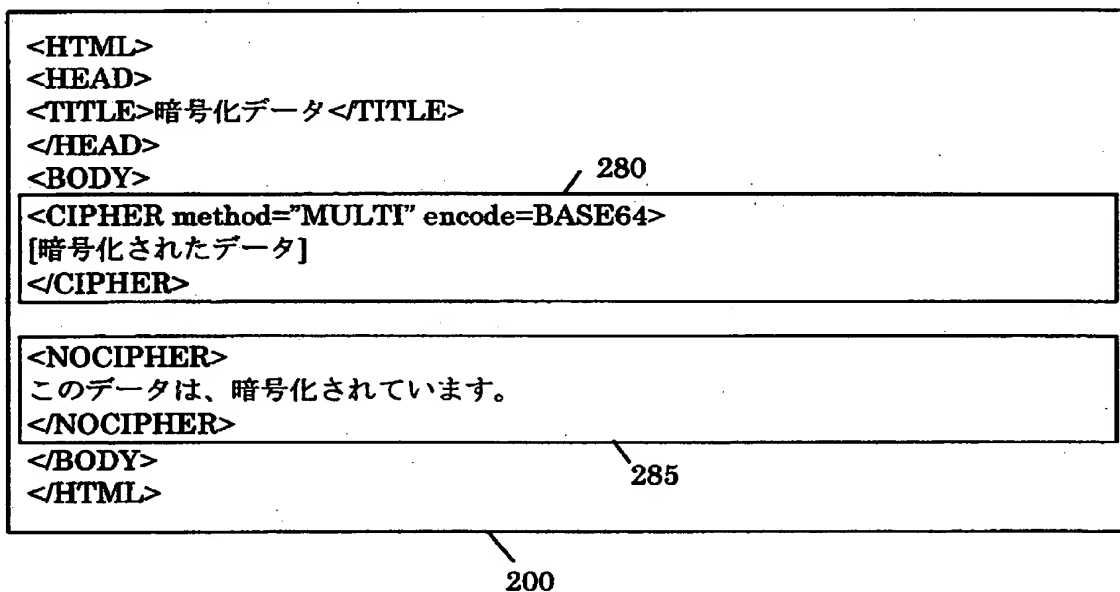 <HTML>
<HEAD>
<TITLE>暗号化データ</TITLE>
</HEAD>
<BODY>
280
<CIPHER method=”MULTI” encode=BASE64>
[暗号化されたデータ]
</CIPHER>
<NOCIPHER>
このデータは、暗号化されています。
</NOCIPHER>
</BODY>
285
</HTML>
200